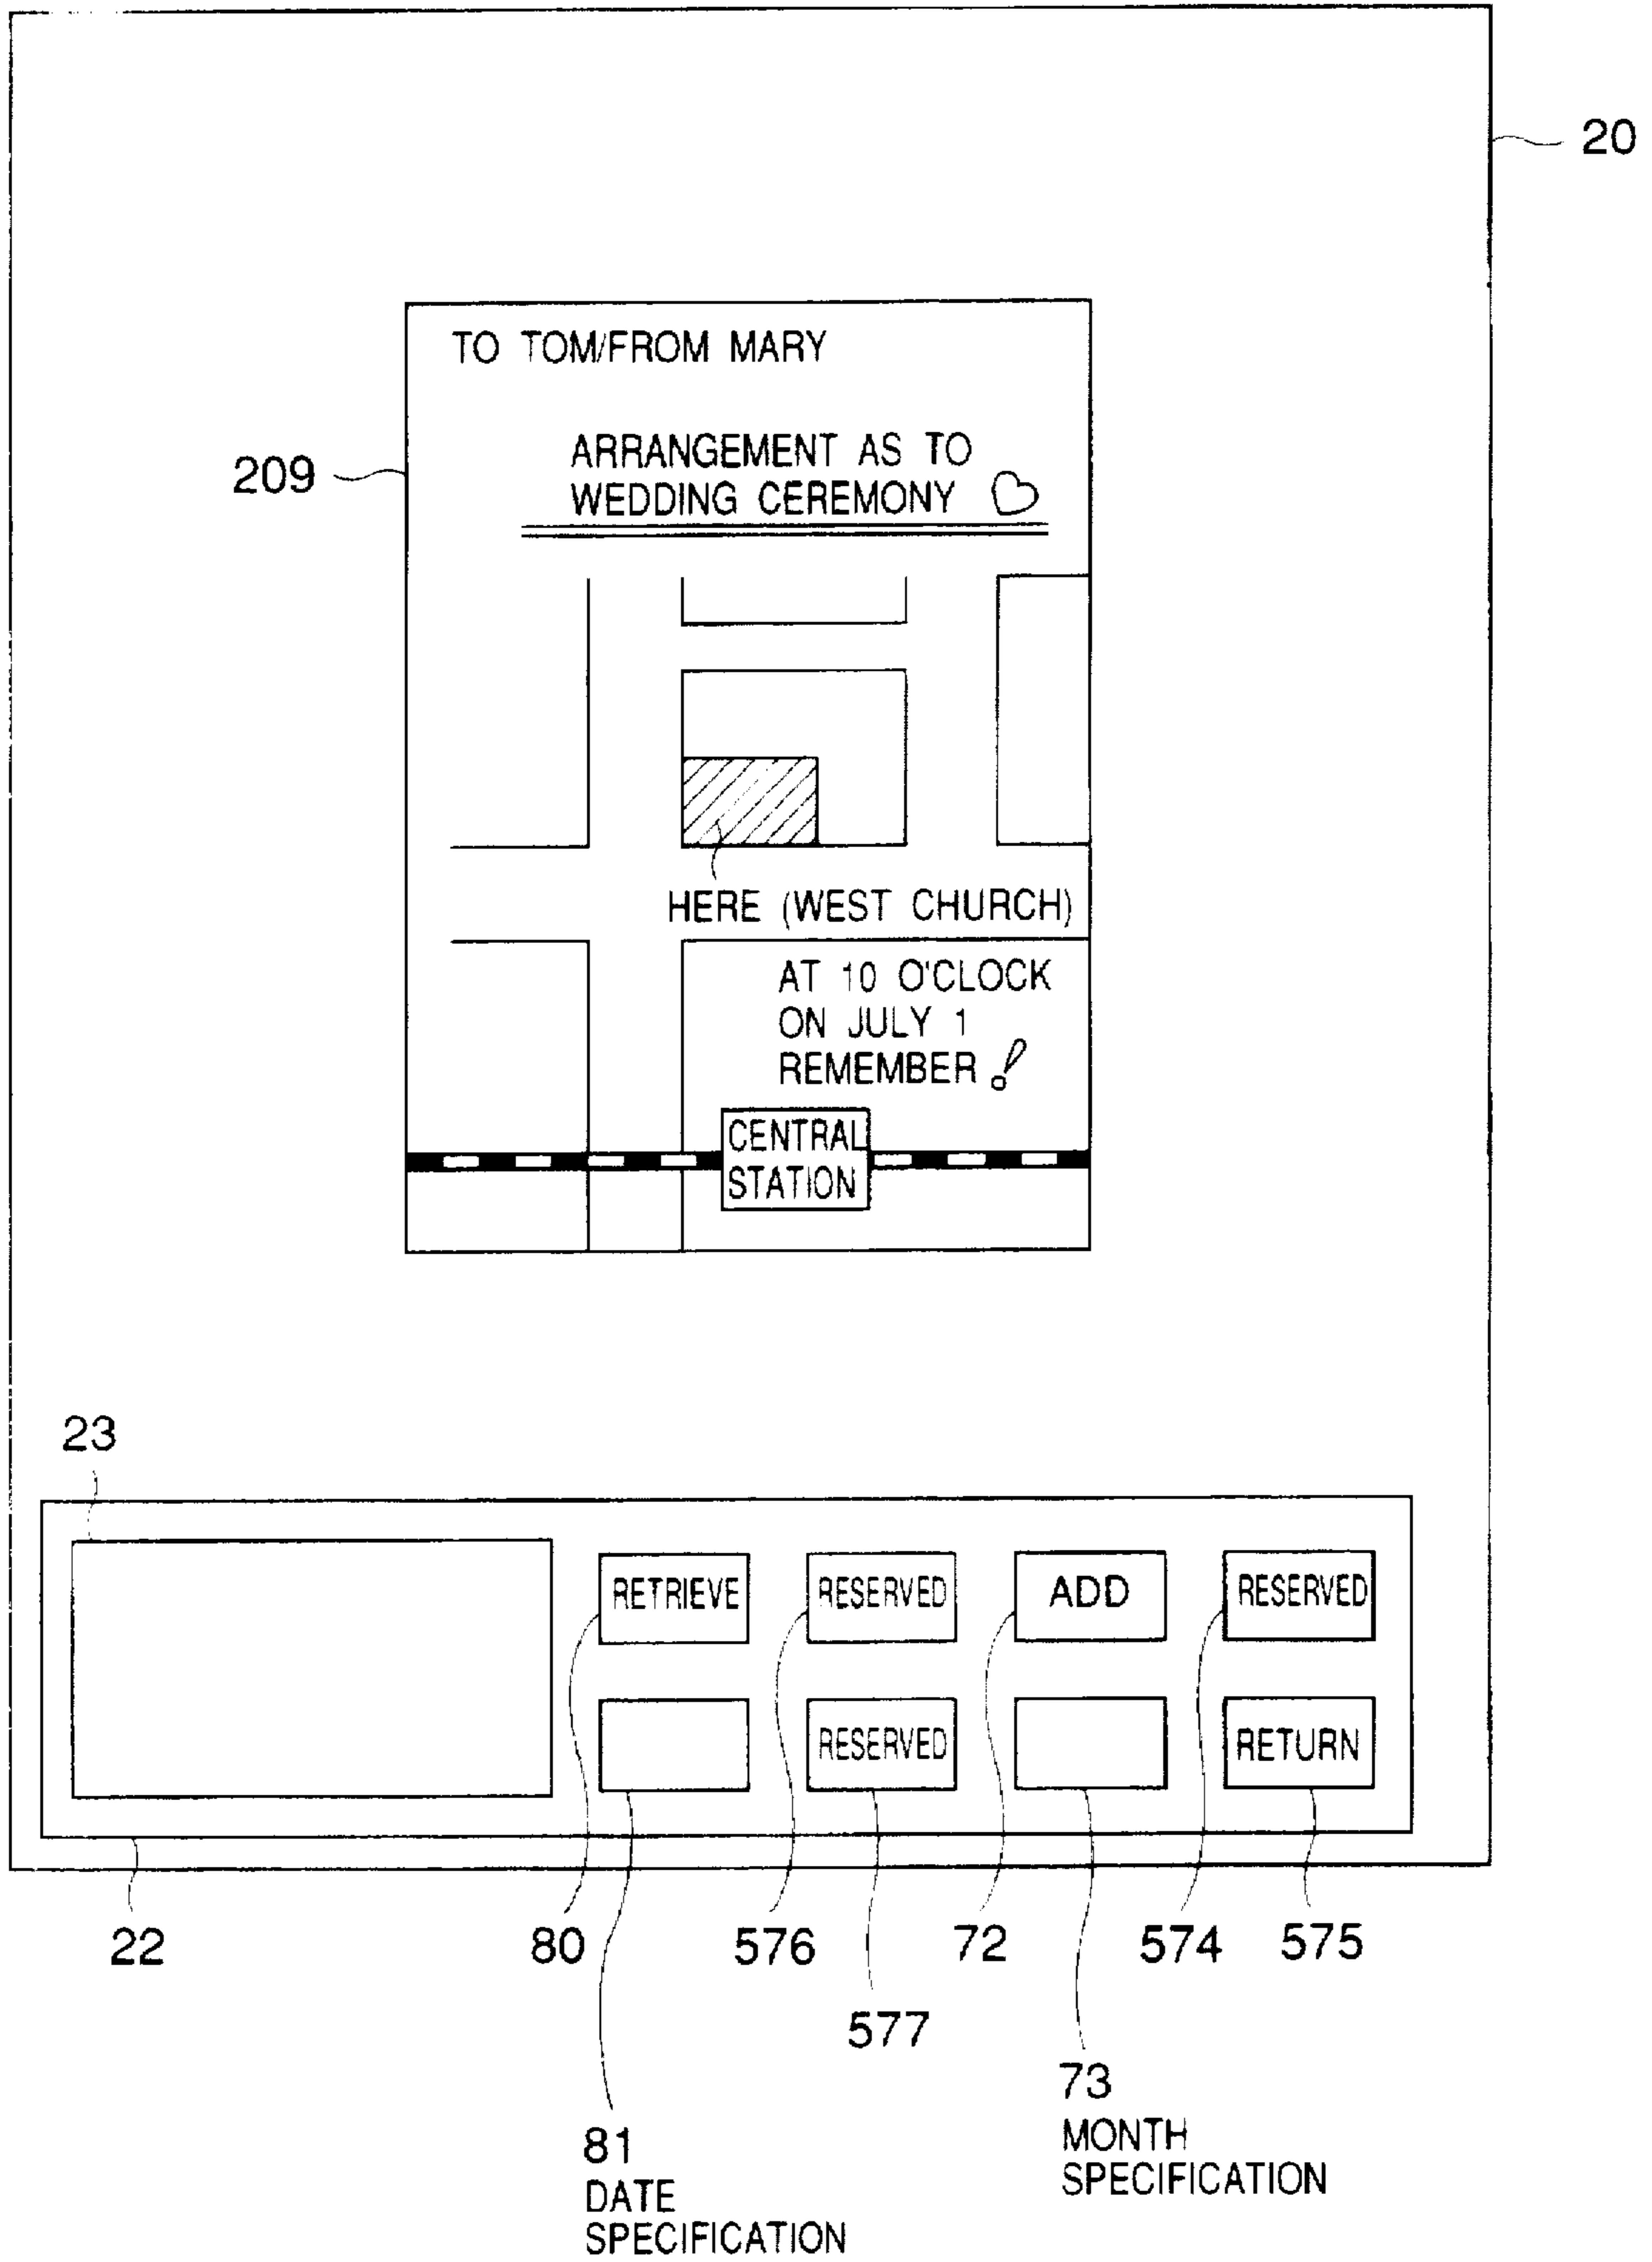 20
TO TOM/FROM MARY
209
ARRANGEMENT AS TO
WEDDING CEREMONY
HERE (WEST CHURCH)
AT 10 O'CLOCK
ON JULY 1
REMEMBER !
CENTRAL
STATION
23
RETRIEVE
RESERVED
ADD
RESERVED
RESERVED
RETURN
22
80
576
72
574
575
577
73
MONTH
SPECIFICATION
81
DATE
SPECIFICATION